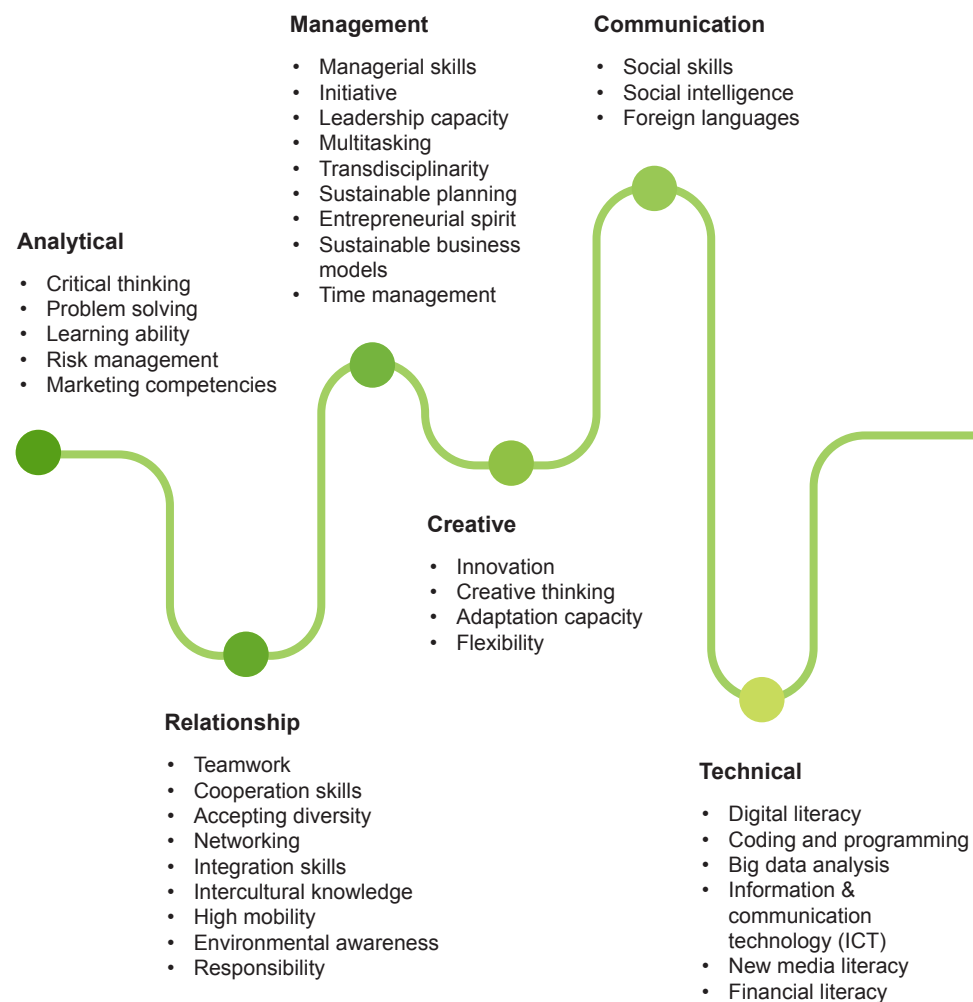 Analytical
• Critical thinking
• Problem solving
• Learning ability
• Risk management
• Marketing competencies
Relationship
• Teamwork
• Cooperation skills
• Accepting diversity
• Networking
• Integration skills
• Intercultural knowledge
• High mobility
• Environmental awareness
• Responsibility
Management
• Managerial skills
• Initiative
• Leadership capacity
• Multitasking
• Transdisciplinarity
• Sustainable planning
• Entrepreneurial spirit
• Sustainable business
models
• Time management
Creative
• Innovation
• Creative thinking
• Adaptation capacity
• Flexibility
Communication
• Social skills
• Social intelligence
• Foreign languages
Technical
• Digital literacy
• Coding and programming
• Big data analysis
• Information &
communication
technology (ICT)
• New media literacy
• Financial literacy